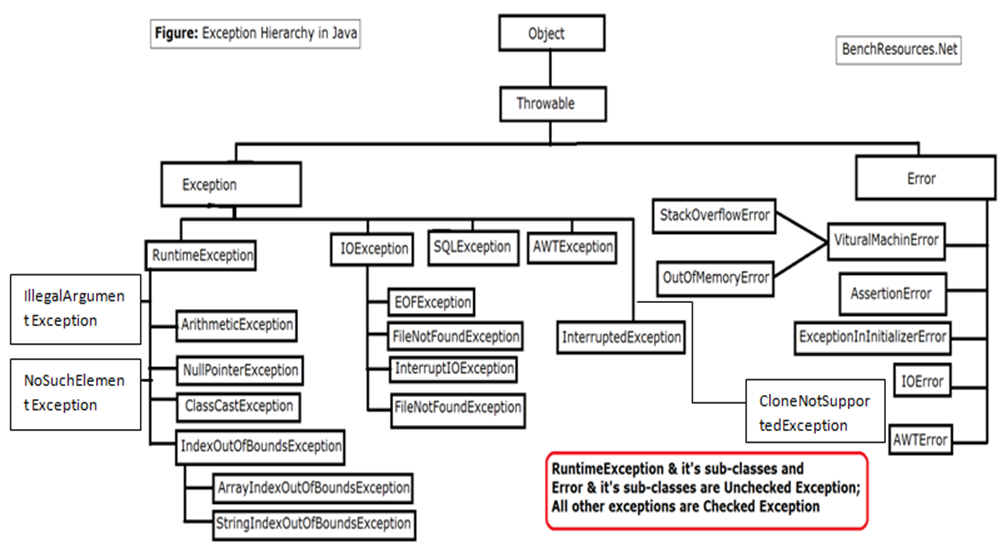 Figure: Exception Hierarchy in Java
Object
BenchResources.Net
Throwable
Exception
Error
RuntimeException
IOException
SQLException
AWTException
StackOverflowError
OutOfMemoryError
VituralMachinError
AssertionError
ExceptionInInitializerError
IOError
AWTError
IllegalArgumen
tException
NoSuchElemen
tException
ArithmeticException
NullPointerException
ClassCastException
IndexOutOfBoundsException
ArrayIndexOutOfBoundsException
StringIndexOutOfBoundsException
EOFException
FileNotFoundException
InterruptIOException
FileNotFoundException
InterruptedException
CloneNotSuppor
tedException
RuntimeException & it's sub-classes and
Error & it's sub-classes are Unchecked Exception;
All other exceptions are Checked Exception